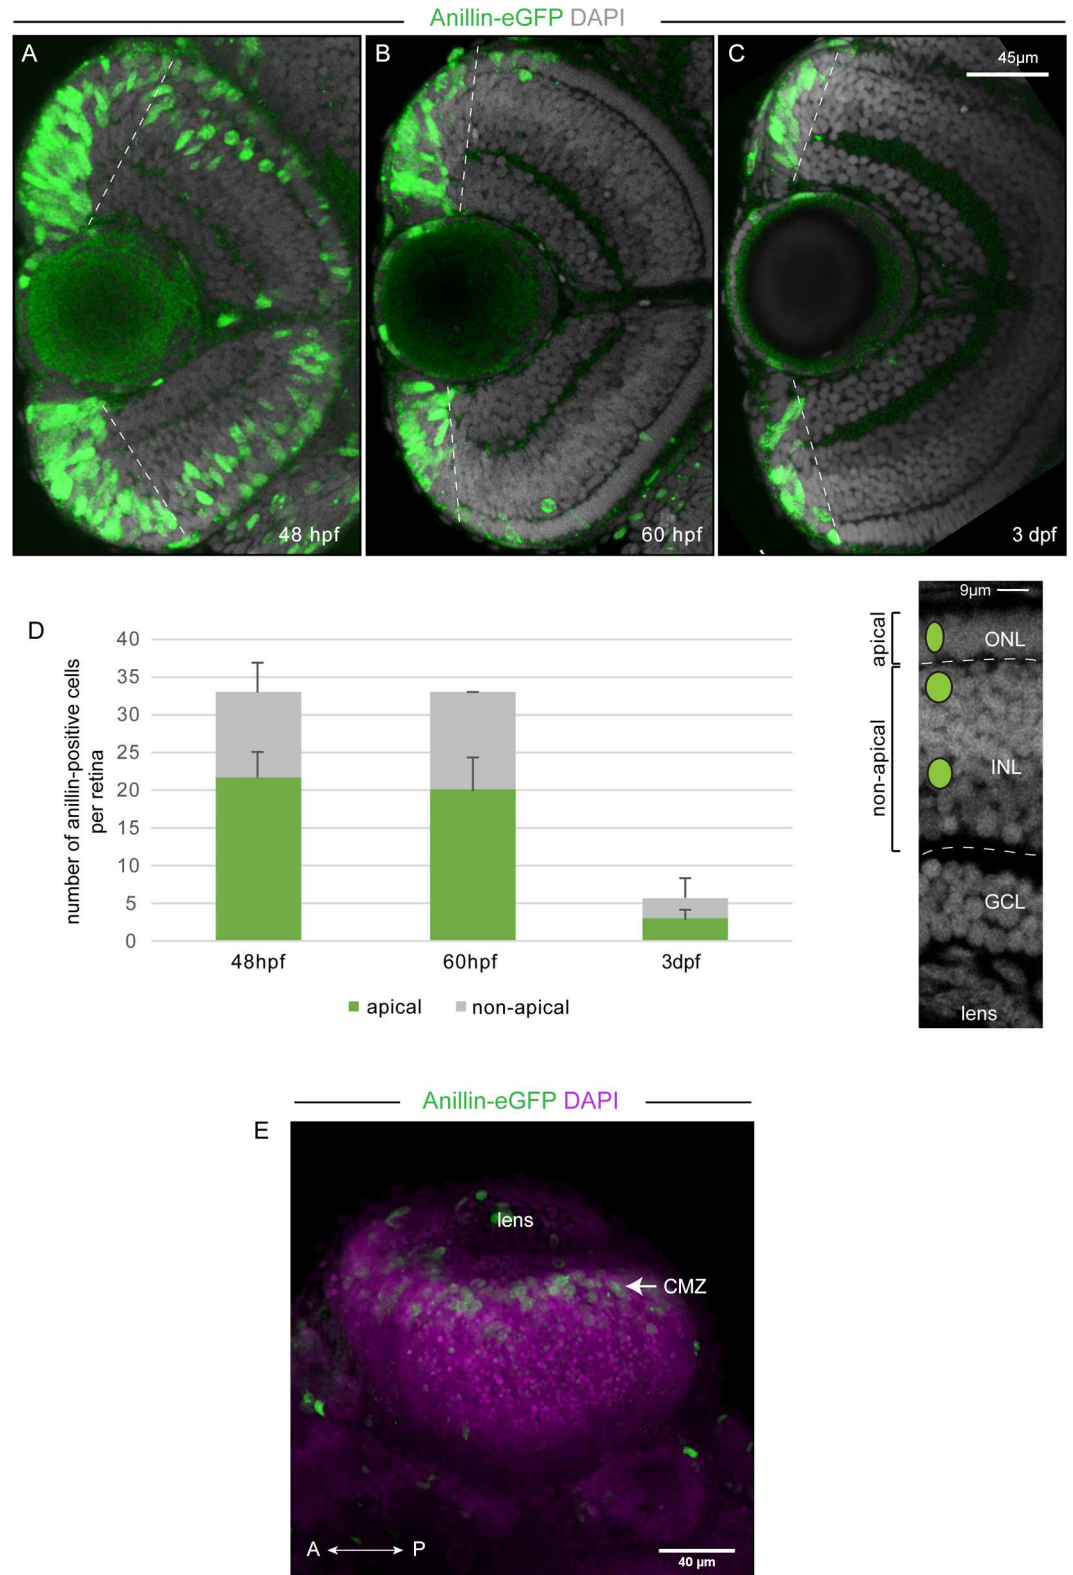 Anillin-eGFP DAPI
A
B
C
45µm
48 hpf
60 hpf
3 dpf
D
40
35
30
25
20
15
10
5
0
number of anillin-positive cells
per retina
48hpf
60hpf
3dpf
apical
non-apical
9µm
apical
non-apical
ONL
INL
GCL
lens
Anillin-eGFP DAPI
E
lens
CMZ
A
P
40 µm